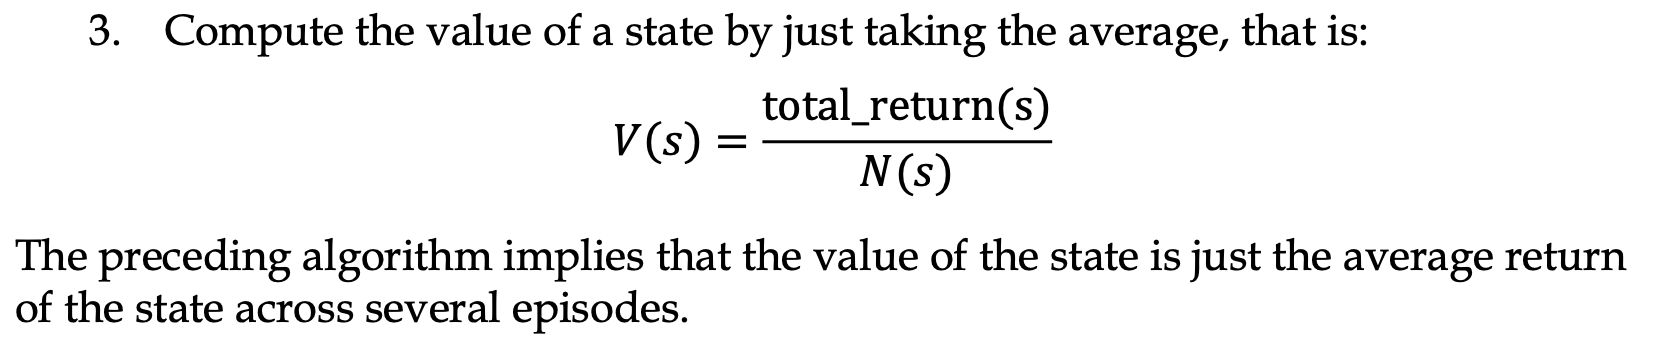 3. Compute the value of a state by just taking the average, that is:
V(s) = total_return(s) / N(s)
The preceding algorithm implies that the value of the state is just the average return
of the state across several episodes.